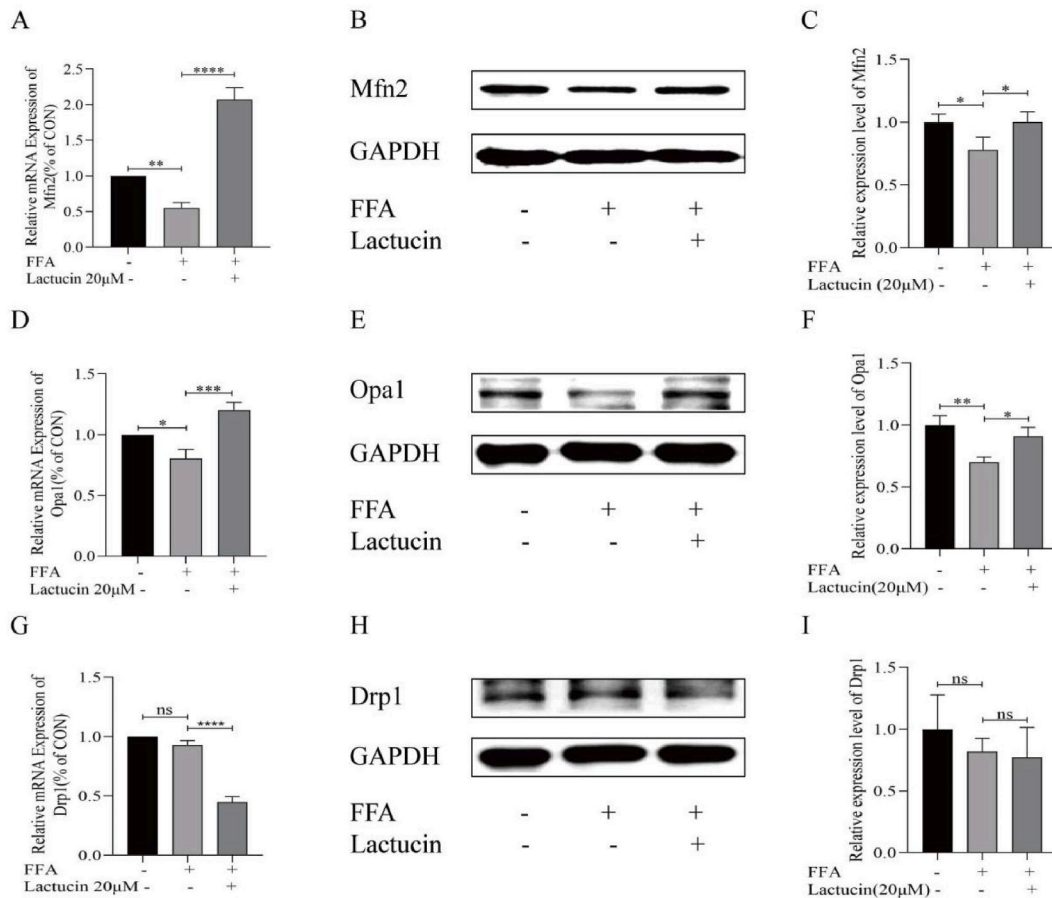 A
Relative mRNA Expression of
Mfn2(% of CON)
2.5
2.0
1.5
1.0
0.5
0.0
**
****
FFA - + +
Lactucin 20μM - - +
B
Mfn2
GAPDH
FFA - + +
Lactucin - - +
C
Relative expression level of Mfn2
1.5
1.0
0.5
0.0
*
*
FFA - + +
Lactucin (20μM) - - +
D
Relative mRNA Expression of
Opa1(% of CON)
1.5
1.0
0.5
0.0
*
***
FFA - + +
Lactucin 20μM - - +
E
Opa1
GAPDH
FFA - + +
Lactucin - - +
F
Relative expression level of Opa1
1.5
1.0
0.5
0.0
**
*
FFA - + +
Lactucin(20μM) - - +
G
Relative mRNA Expression of
Drp1(% of CON)
1.5
1.0
0.5
0.0
ns
****
FFA - + +
Lactucin 20μM - - +
H
Drp1
GAPDH
FFA - + +
Lactucin - - +
I
Relative expression level of Drp1
1.5
1.0
0.5
0.0
ns
ns
FFA - + +
Lactucin(20μM) - - +